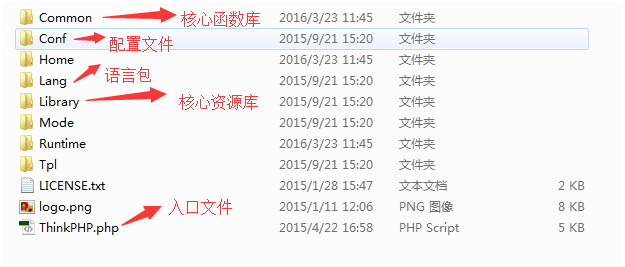 Common 核心函数库 2016/3/23 11:45 文件夹
Conf 配置文件 2015/9/21 15:20 文件夹
Home 2016/3/23 11:45 文件夹
Lang 语言包 2015/9/21 15:20 文件夹
Library 核心资源库 2015/9/21 15:20 文件夹
Mode 2015/9/21 15:20 文件夹
Runtime 2016/3/23 11:45 文件夹
Tpl 2015/9/21 15:20 文件夹
LICENSE.txt 2015/1/28 15:47 文本文档 2 KB
logo.png 入口文件 2015/1/11 12:06 PNG 图像 8 KB
ThinkPHP.php 2015/4/22 16:58 PHP Script 5 KB